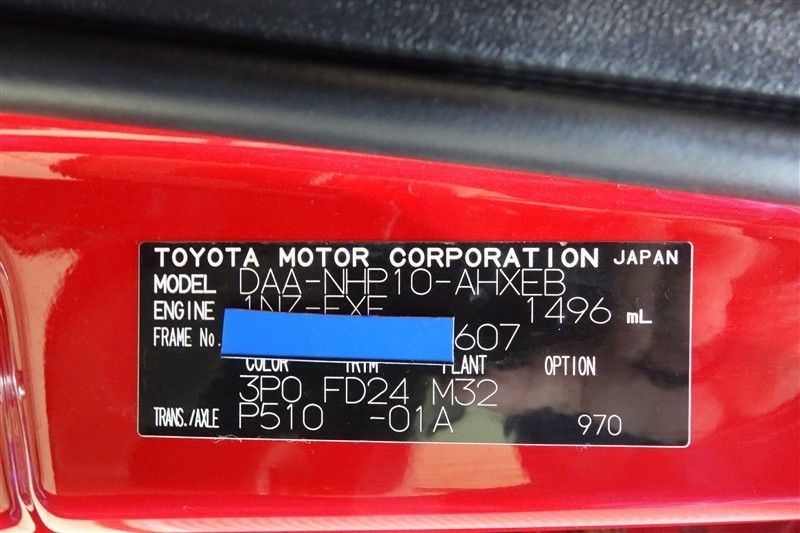 TOYOTA MOTOR CORPORATION JAPAN
MODEL DAA-NHP10-AHXEB
ENGINE 1NZ-FXE 1496 mL
FRAME No. 607
COLOR TRIM PLANT OPTION
3P0 FD24 M32
TRANS./AXLE P510 -01A 970